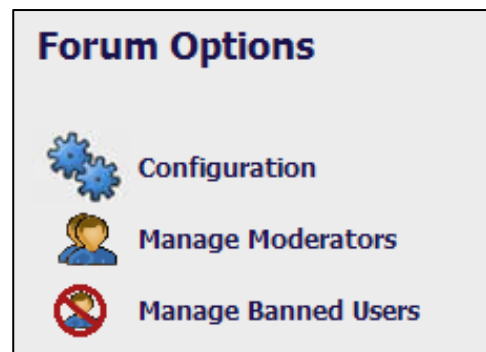 Forum Options
Configuration
Manage Moderators
Manage Banned Users